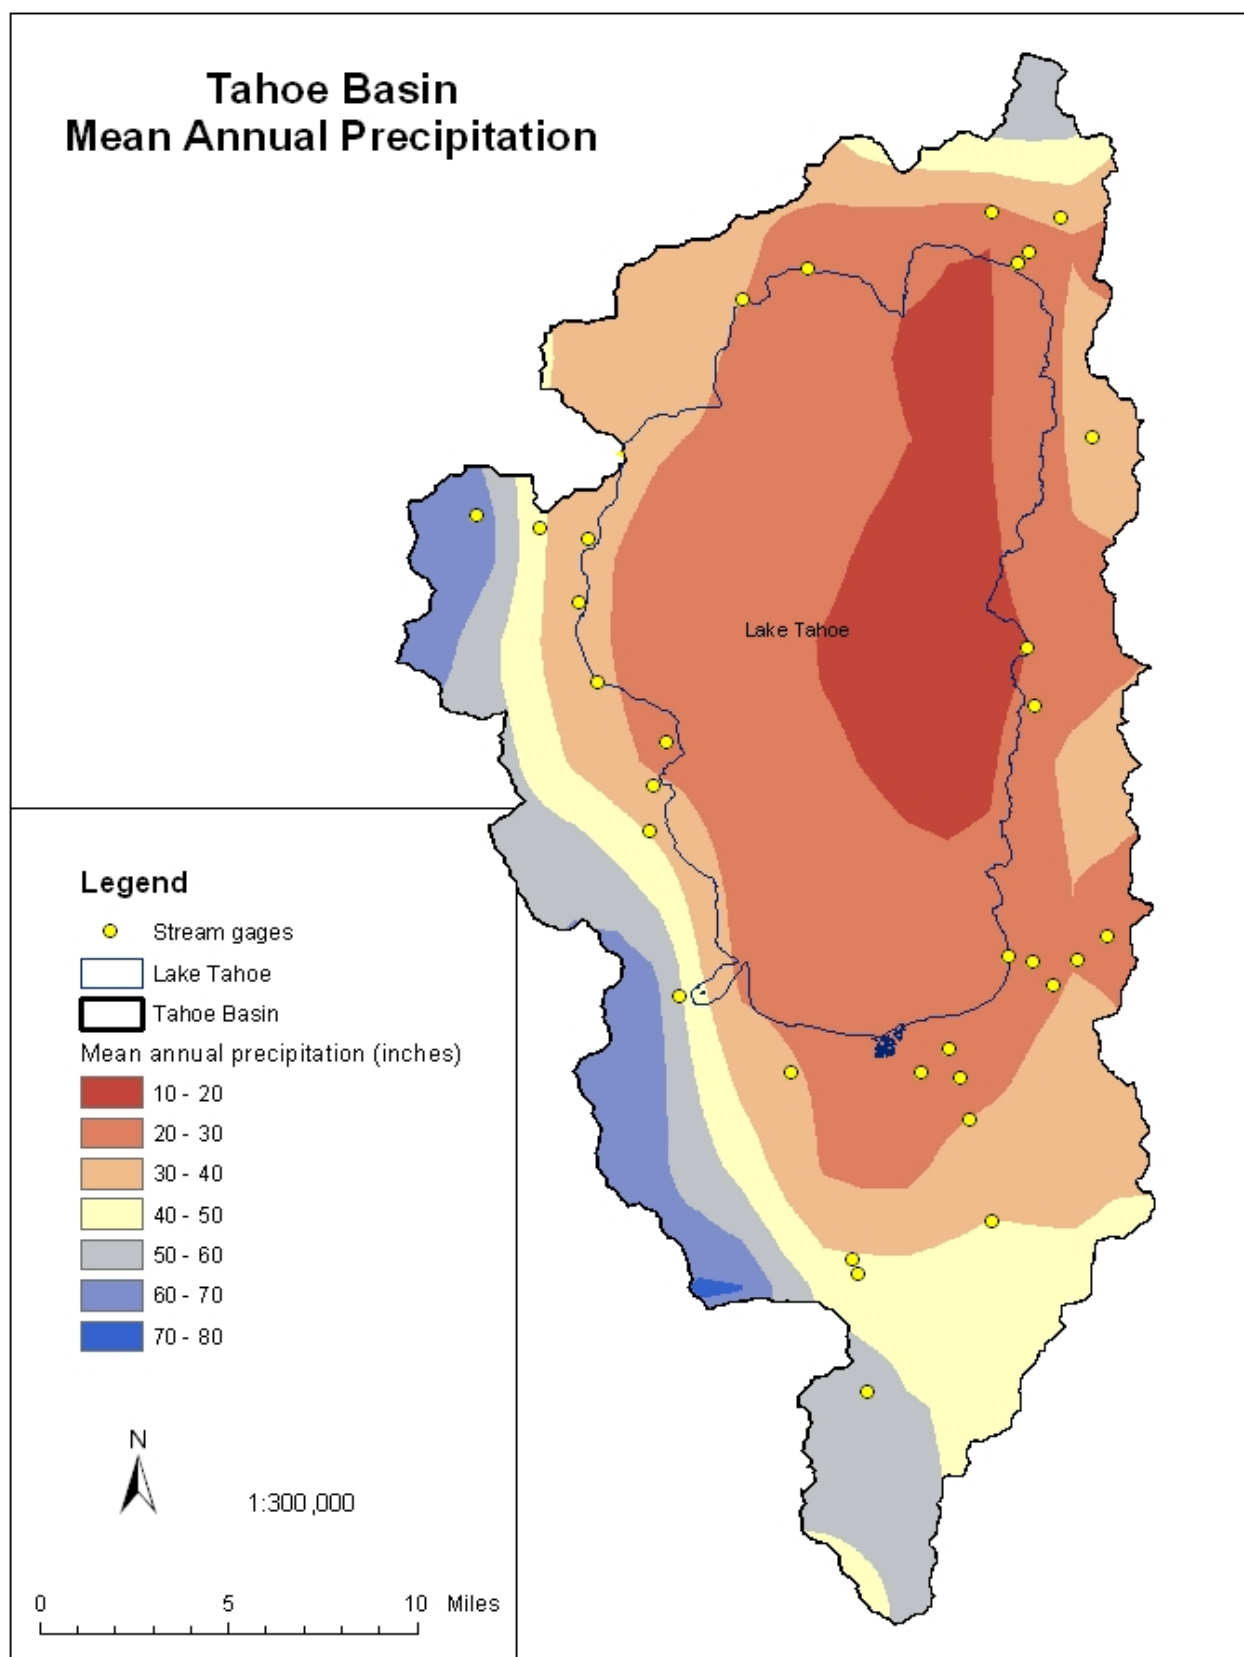 Tahoe Basin
Mean Annual Precipitation
Lake Tahoe
Legend
Stream gages
Lake Tahoe
Tahoe Basin
Mean annual precipitation (inches)
10 - 20
20 - 30
30 - 40
40 - 50
50 - 60
60 - 70
70 - 80
N
1:300,000
0 5 10 Miles